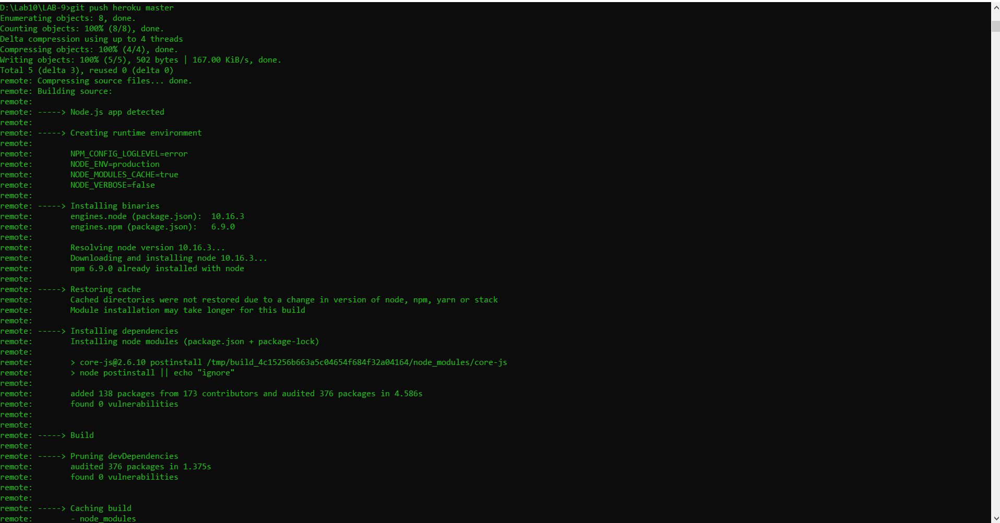 D:\Lab10\LAB-9>git push heroku master
Enumerating objects: 8, done.
Counting objects: 100% (8/8), done.
Delta compression using up to 4 threads
Compressing objects: 100% (4/4), done.
Writing objects: 100% (5/5), 502 bytes | 167.00 KiB/s, done.
Total 5 (delta 3), reused 0 (delta 0)
remote: Compressing source files... done.
remote: Building source:
remote:
remote: -----> Node.js app detected
remote:
remote: -----> Creating runtime environment
remote:
remote:        NPM_CONFIG_LOGLEVEL=error
remote:        NODE_ENV=production
remote:        NODE_MODULES_CACHE=true
remote:        NODE_VERBOSE=false
remote:
remote: -----> Installing binaries
remote:        engines.node (package.json):  10.16.3
remote:        engines.npm (package.json):   6.9.0
remote:
remote:        Resolving node version 10.16.3...
remote:        Downloading and installing node 10.16.3...
remote:        npm 6.9.0 already installed with node
remote:
remote: -----> Restoring cache
remote:        Cached directories were not restored due to a change in version of node, npm, yarn or stack
remote:        Module installation may take longer for this build
remote:
remote: -----> Installing dependencies
remote:        Installing node modules (package.json + package-lock)
remote:
remote:        > core-js@2.6.10 postinstall /tmp/build_4c15256b663a5c04654f684f32a04164/node_modules/core-js
remote:        > node postinstall || echo "ignore"
remote:
remote:        added 138 packages from 173 contributors and audited 376 packages in 4.586s
remote:        found 0 vulnerabilities
remote:
remote:
remote: -----> Build
remote:
remote: -----> Pruning devDependencies
remote:        audited 376 packages in 1.375s
remote:        found 0 vulnerabilities
remote:
remote:
remote: -----> Caching build
remote:        - node_modules